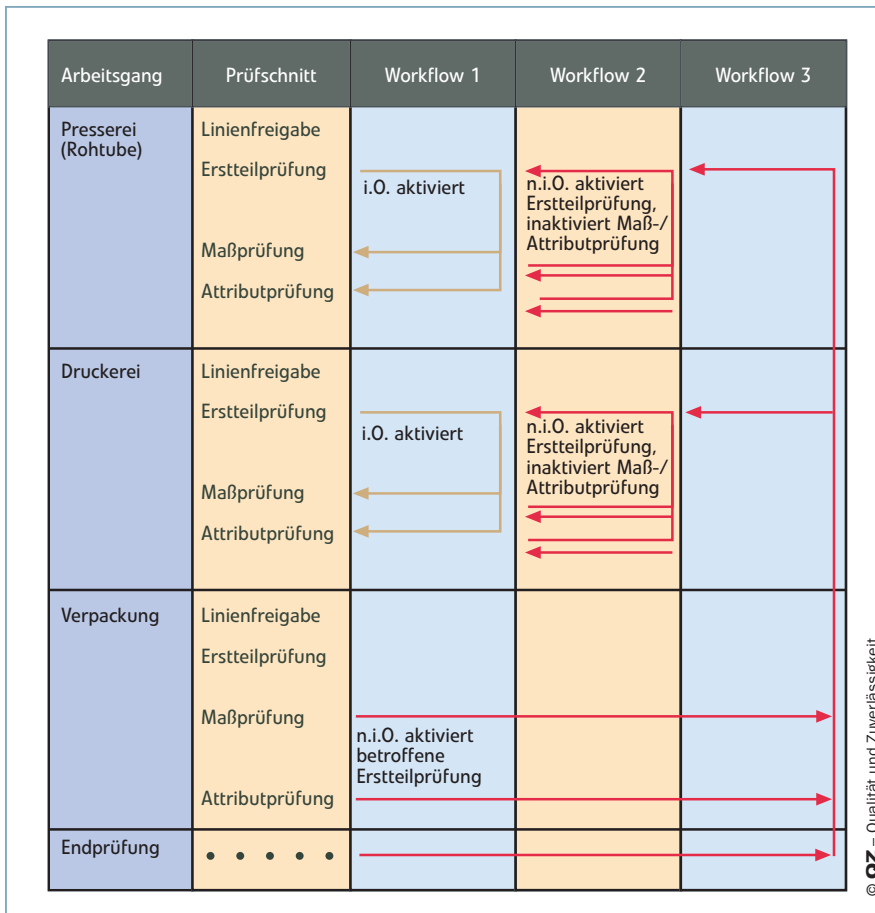 Arbeitsgang Prüfschnitt Workflow 1 Workflow 2 Workflow 3
Presserei
(Rohtube)
Linienfreigabe
Erstteilprüfung
Maßprüfung
Attributprüfung
i.O. aktiviert
n.i.O. aktiviert
Erstteilprüfung,
inaktiviert Maß-/
Attributprüfung
Druckerei
Linienfreigabe
Erstteilprüfung
Maßprüfung
Attributprüfung
i.O. aktiviert
n.i.O. aktiviert
Erstteilprüfung,
inaktiviert Maß-/
Attributprüfung
Verpackung
Linienfreigabe
Erstteilprüfung
Maßprüfung
Attributprüfung
n.i.O. aktiviert
betroffene
Erstteilprüfung
Endprüfung
© QZ – Qualität und Zuverlässigkeit